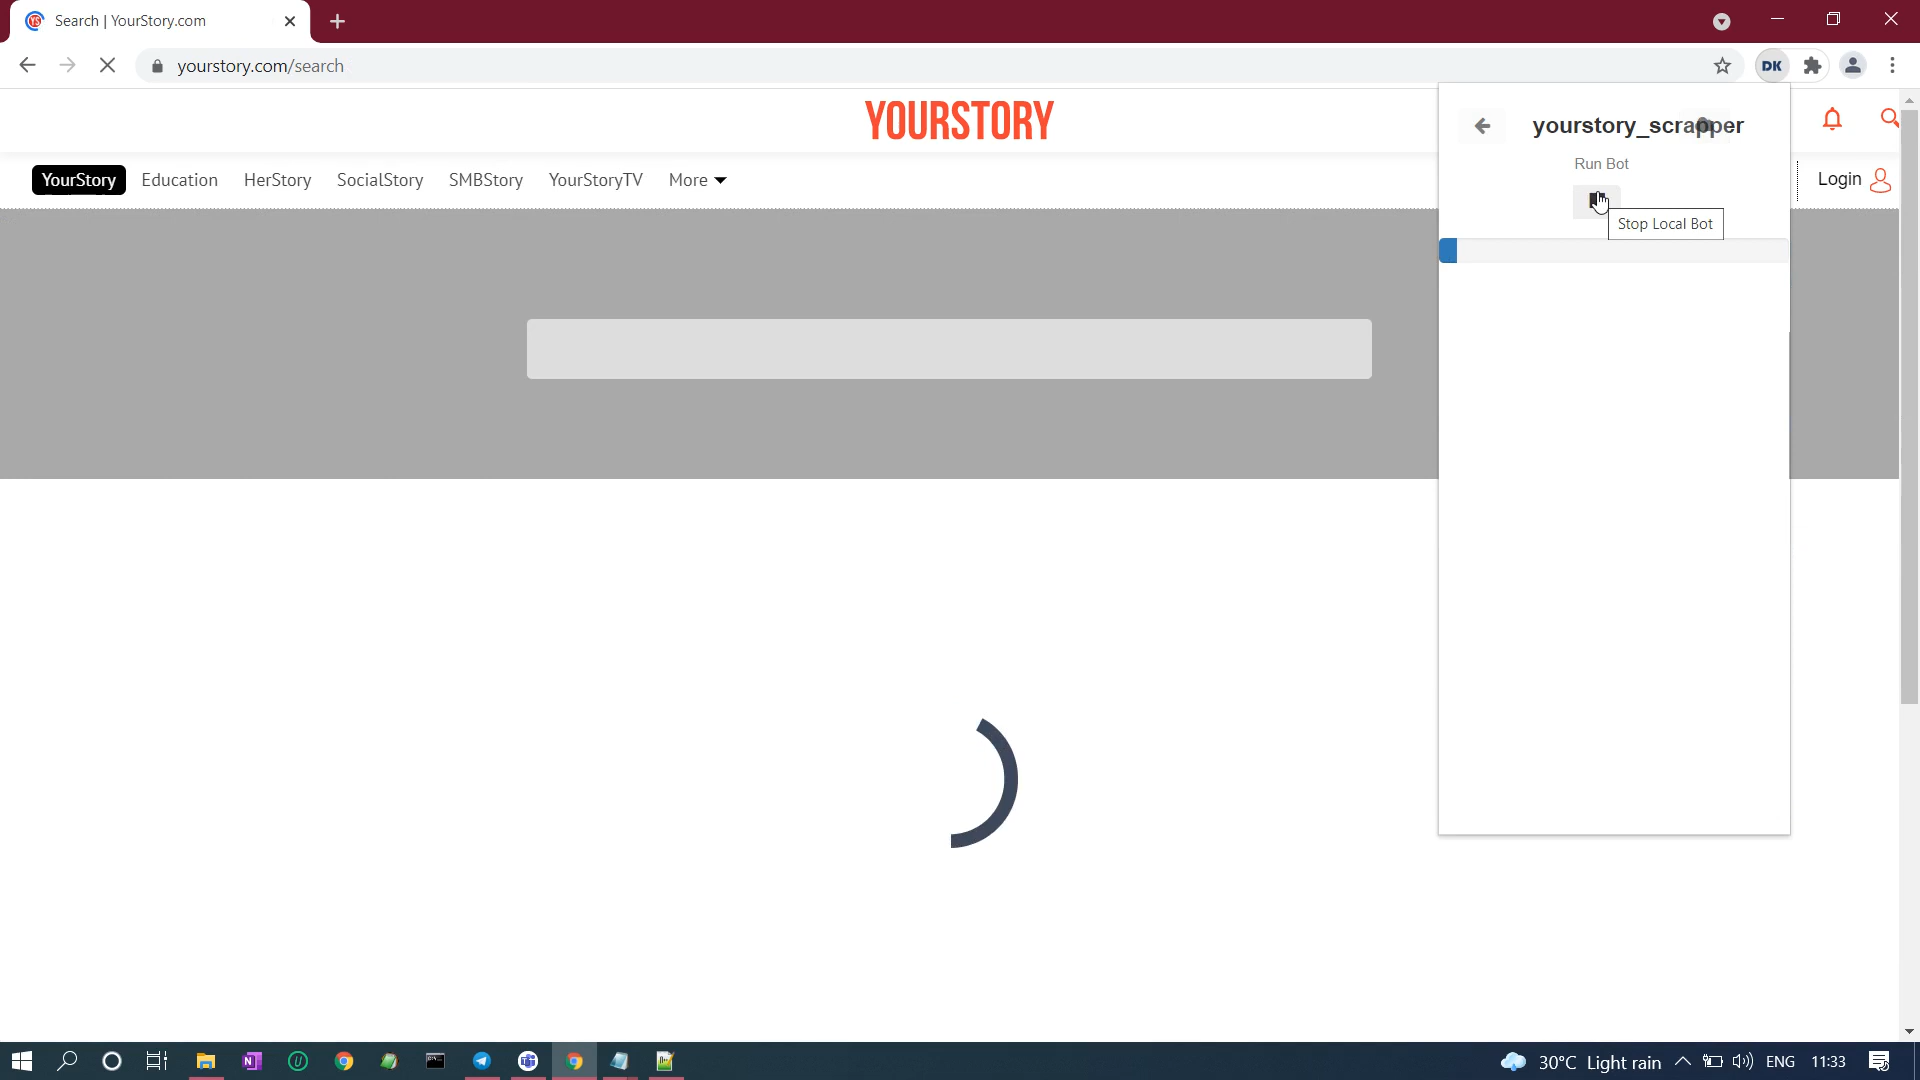 Search | YourStory.com
yourstory.com/search
DK
YOURSTORY
yourstory_scrapper
Run Bot
Stop Local Bot
YourStory Education HerStory SocialStory SMBStory YourStoryTV More
Login
30°C Light rain ENG 11:33